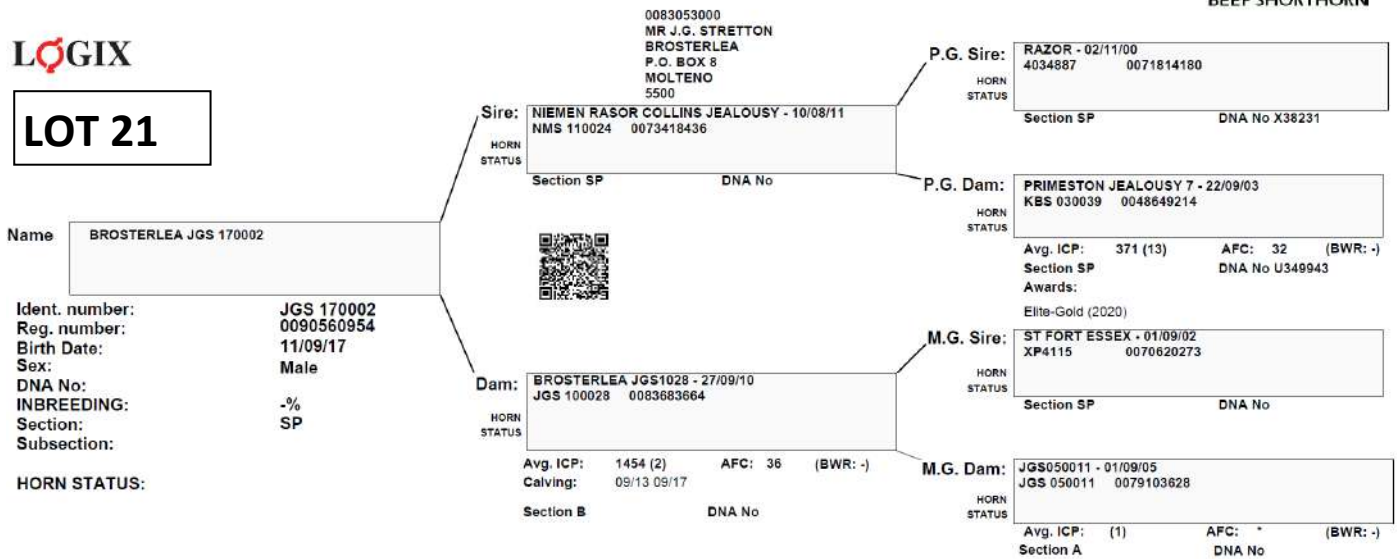 BEEF SHORTHORN
LOGIX
LOT 21
0083053000
MR J.G. STRETTON
BROSTERLEA
P.O. BOX 8
MOLTENO
5500
Name BROSTERLEA JGS 170002
Ident. number: JGS 170002
Reg. number: 0090560954
Birth Date: 11/09/17
Sex: Male
DNA No:
INBREEDING: -%
Section: SP
Subsection:
HORN STATUS:
Sire: NIEMEN RASOR COLLINS JEALOUSY - 10/08/11
NMS 110024 0073418436
HORN
STATUS
Section SP DNA No
Dam: BROSTERLEA JGS1028 - 27/09/10
JGS 100028 0083683664
HORN
STATUS
Avg. ICP: 1454 (2) AFC: 36 (BWR: -)
Calving: 09/13 09/17
Section B DNA No
P.G. Sire: RAZOR - 02/11/00
4034887 0071814180
HORN
STATUS
Section SP DNA No X38231
P.G. Dam: PRIMESTON JEALOUSY 7 - 22/09/03
KBS 030039 0048649214
HORN
STATUS
Avg. ICP: 371 (13) AFC: 32 (BWR: -)
Section SP DNA No U349943
Awards:
Elite-Gold (2020)
M.G. Sire: ST FORT ESSEX - 01/09/02
XP4115 0070620273
HORN
STATUS
Section SP DNA No
M.G. Dam: JGS050011 - 01/09/05
JGS 050011 0079103628
HORN
STATUS
Avg. ICP: (1) AFC: * (BWR: -)
Section A DNA No